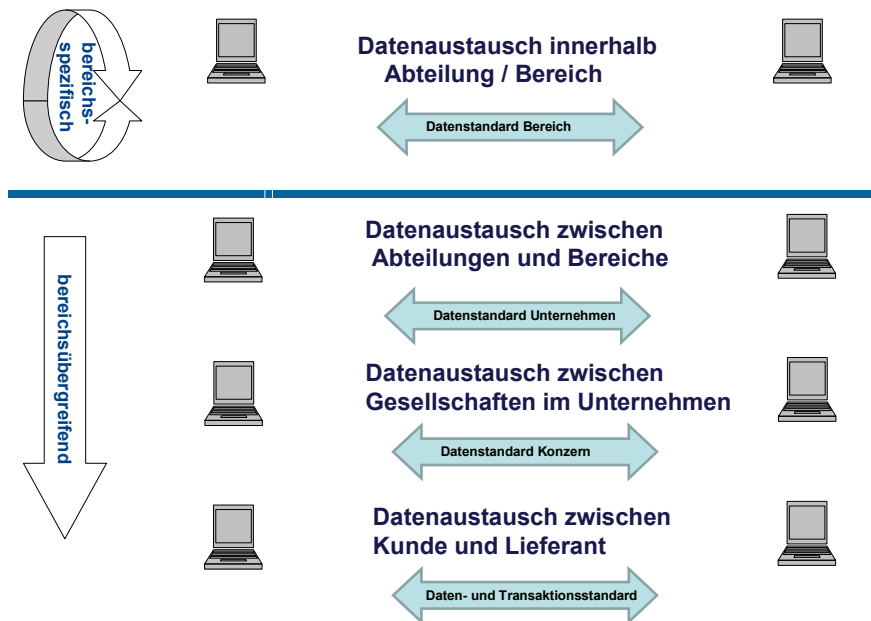 bereichs-
spezifisch
Datenaustausch innerhalb
Abteilung / Bereich
Datenstandard Bereich
bereichsübergreifend
Datenaustausch zwischen
Abteilungen und Bereiche
Datenstandard Unternehmen
Datenaustausch zwischen
Gesellschaften im Unternehmen
Datenstandard Konzern
Datenaustausch zwischen
Kunde und Lieferant
Daten- und Transaktionsstandard